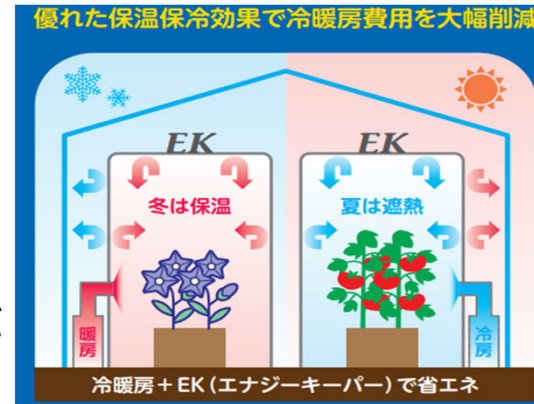 優れた保温保冷効果で冷暖房費用を大幅削減
EK
EK
冬は保温
夏は遮熱
暖房
冷房
冷暖房＋EK（エナジーキーパー）で省エネ